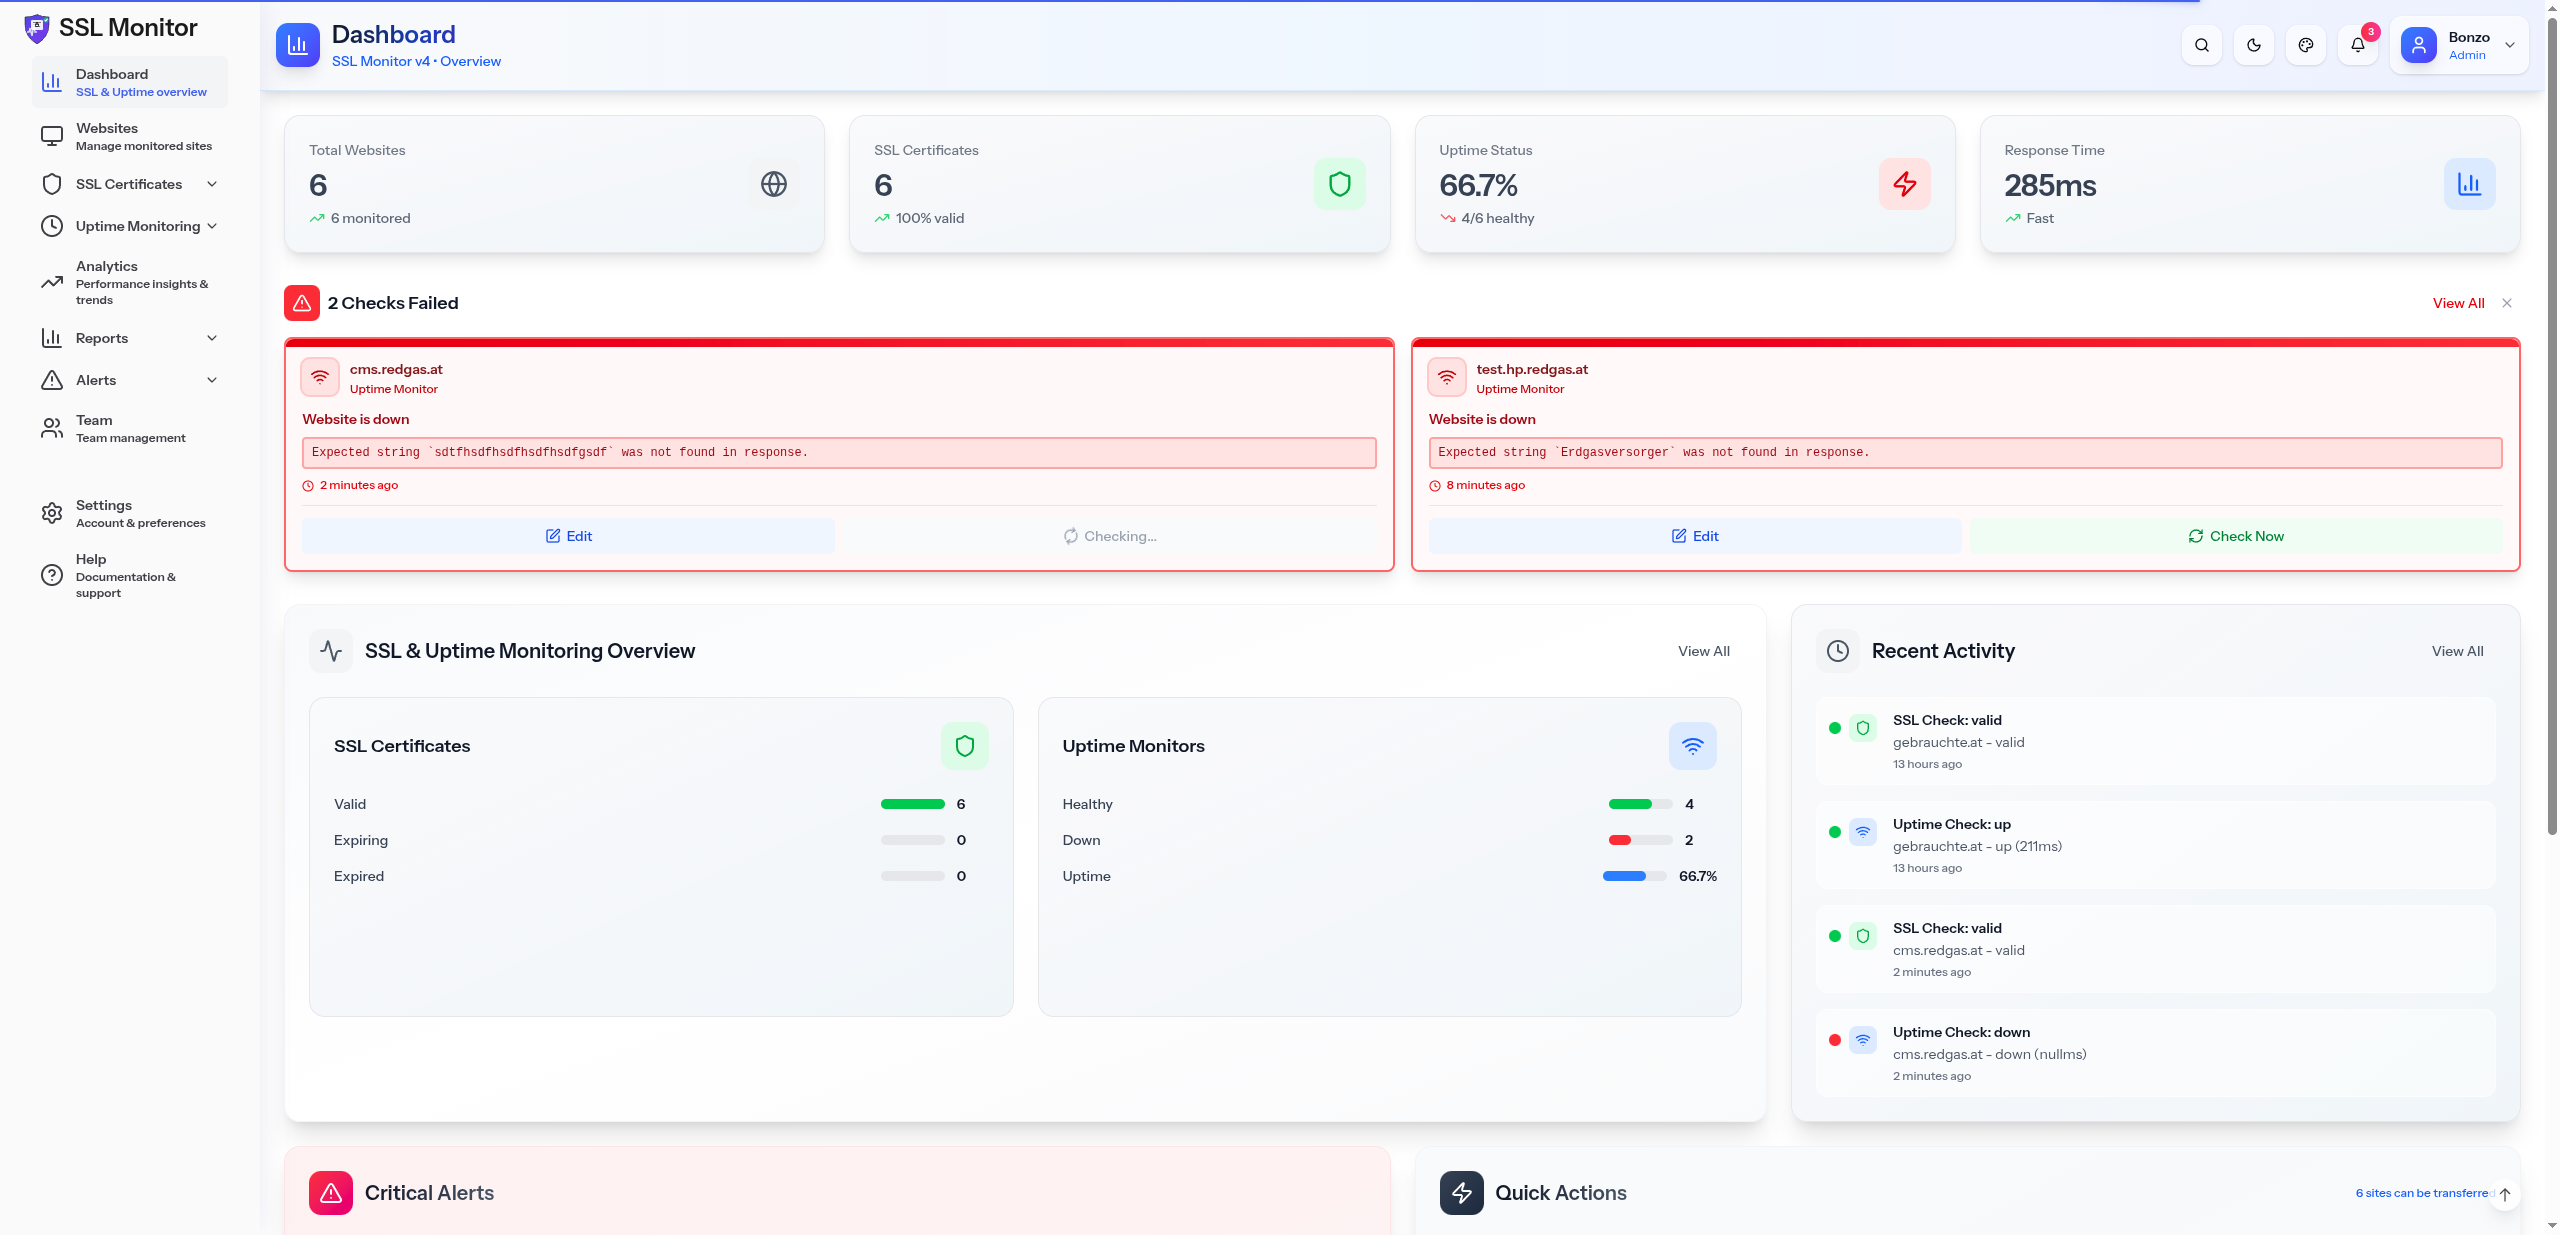 SSL Monitor
Dashboard
SSL & Uptime overview
Websites
Manage monitored sites
SSL Certificates
Uptime Monitoring
Analytics
Performance insights &
trends
Reports
Alerts
Team
Team management
Settings
Account & preferences
Help
Documentation &
support
Dashboard
SSL Monitor v4 • Overview
3
Bonzo
Admin
Total Websites
6
6 monitored
SSL Certificates
6
100% valid
Uptime Status
66.7%
4/6 healthy
Response Time
285ms
Fast
2 Checks Failed
View All
cms.redgas.at
Uptime Monitor
Website is down
Expected string `sdtfhsdfhsdfhsdfhsdfgsdf` was not found in response.
2 minutes ago
Edit
Checking...
test.hp.redgas.at
Uptime Monitor
Website is down
Expected string `Erdgasversorger` was not found in response.
8 minutes ago
Edit
Check Now
SSL & Uptime Monitoring Overview
View All
SSL Certificates
Valid 6
Expiring 0
Expired 0
Uptime Monitors
Healthy 4
Down 2
Uptime 66.7%
Recent Activity
View All
SSL Check: valid
gebrauchte.at - valid
13 hours ago
Uptime Check: up
gebrauchte.at - up (211ms)
13 hours ago
SSL Check: valid
cms.redgas.at - valid
2 minutes ago
Uptime Check: down
cms.redgas.at - down (nullms)
2 minutes ago
Critical Alerts
Quick Actions
6 sites can be transferred